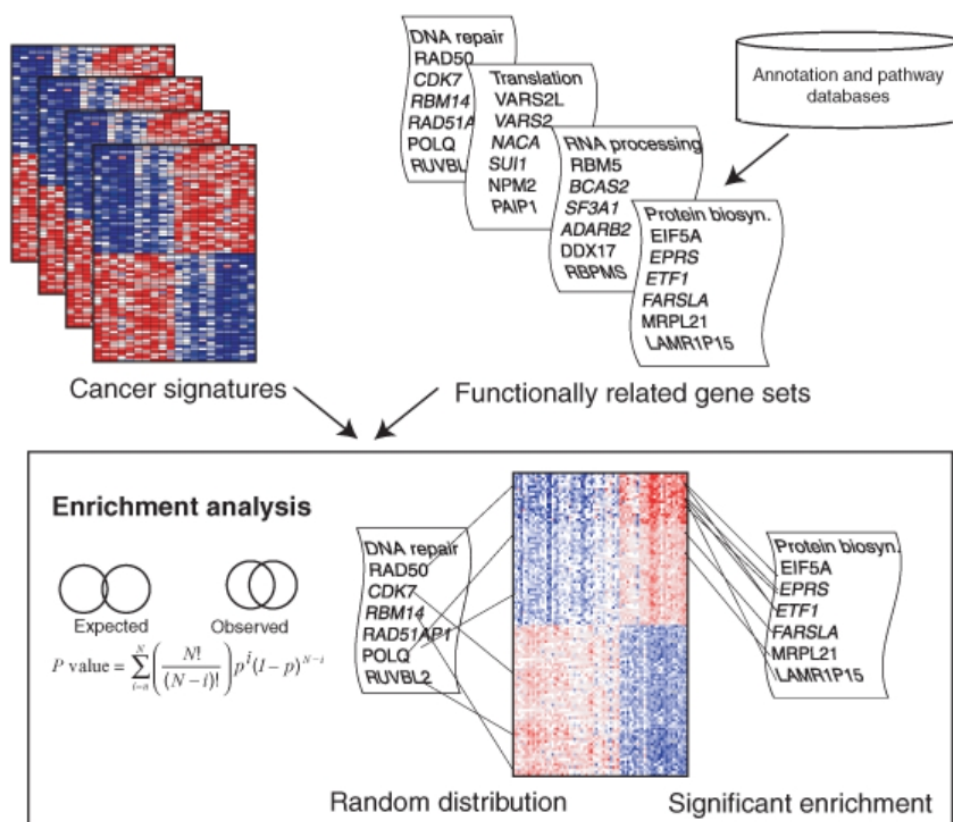 DNA repair
RAD50
CDK7
RBM14
RAD51A
POLQ
RUVBL
Translation
VARS2L
VARS2
NACA
SUI1
NPM2
PAIP1
RNA processing
RBM5
BCAS2
SF3A1
ADARB2
DDX17
RBPMS
Protein biosyn.
EIF5A
EPRS
ETF1
FARSLA
MRPL21
LAMR1P15
Annotation and pathway
databases
Cancer signatures
Functionally related gene sets
Enrichment analysis
Expected
Observed
P value = ∑ i=n N ( N! / (N – i)! ) p^i (1 – p)^N–i
DNA repair
RAD50
CDK7
RBM14
RAD51AP1
POLQ
RUVBL2
Protein biosyn.
EIF5A
EPRS
ETF1
FARSLA
MRPL21
LAMR1P15
Random distribution
Significant enrichment